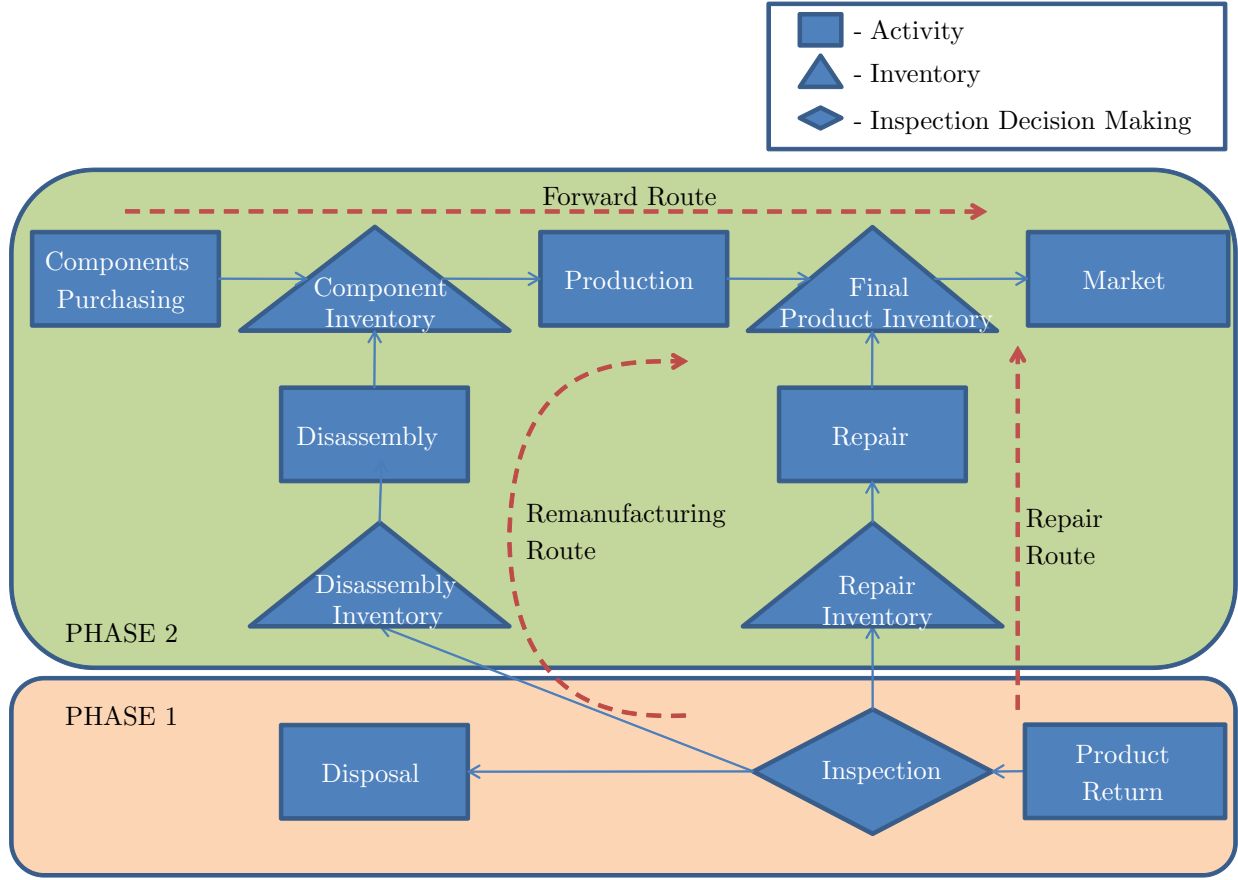 - Activity
- Inventory
- Inspection Decision Making
Forward Route
Components
Purchasing
Component
Inventory
Production
Final
Product Inventory
Market
Disassembly
Repair
Remanufacturing
Route
Repair
Route
Disassembly
Inventory
Repair
Inventory
PHASE 2
PHASE 1
Disposal
Inspection
Product
Return